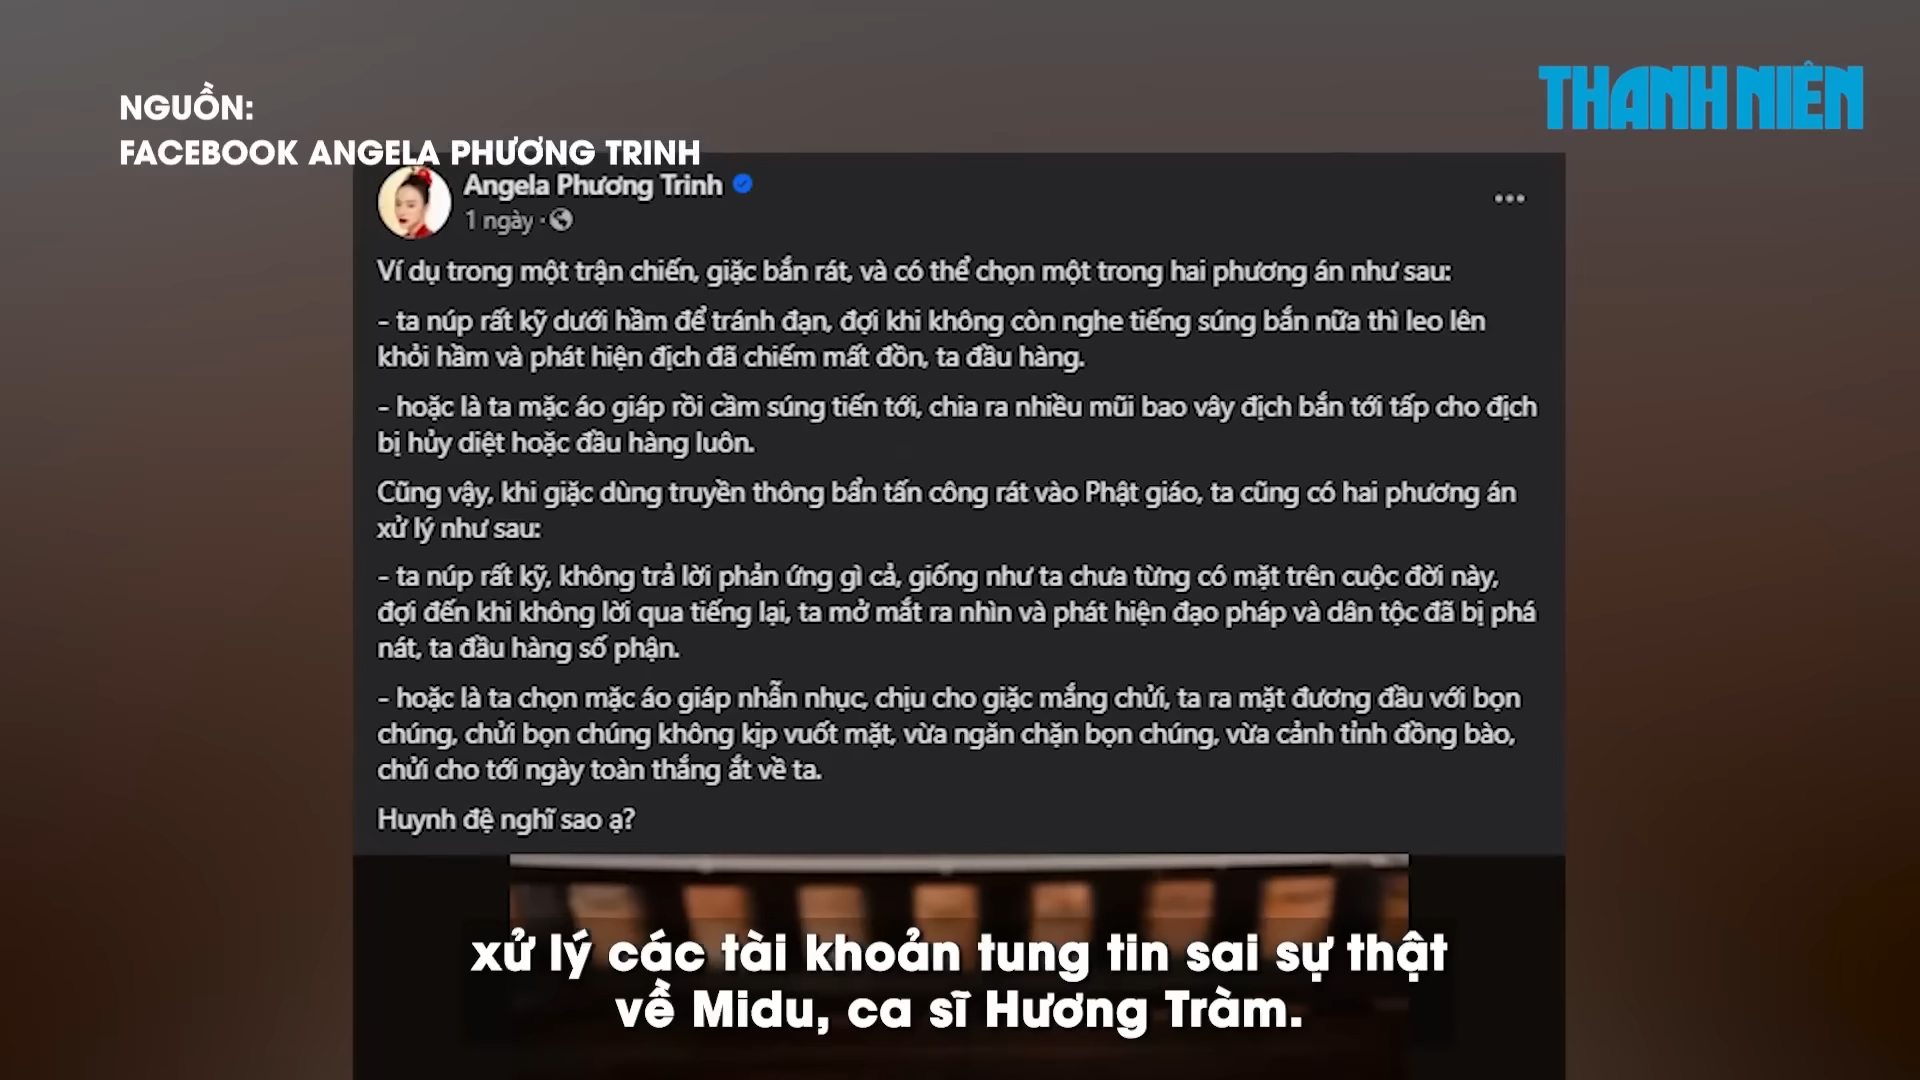 NGUỒN:
FACEBOOK ANGELA PHƯƠNG TRINH
THANH NIÊN
Angela Phương Trinh
1 ngày ·
Ví dụ trong một trận chiến, giặc bắn rát, và có thể chọn một trong hai phương án như sau:
- ta núp rất kỹ dưới hầm để tránh đạn, đợi khi không còn nghe tiếng súng bắn nữa thì leo lên
khỏi hầm và phát hiện địch đã chiếm mất đồn, ta đầu hàng.
- hoặc là ta mặc áo giáp rồi cầm súng tiến tới, chia ra nhiều mũi bao vây địch bắn tới tấp cho địch
bị hủy diệt hoặc đầu hàng luôn.
Cũng vậy, khi giặc dùng truyền thông bẩn tấn công rát vào Phật giáo, ta cũng có hai phương án
xử lý như sau:
- ta núp rất kỹ, không trả lời phản ứng gì cả, giống như ta chưa từng có mặt trên cuộc đời này,
đợi đến khi không lời qua tiếng lại, ta mở mắt ra nhìn và phát hiện đạo pháp và dân tộc đã bị phá
nát, ta đầu hàng số phận.
- hoặc là ta chọn mặc áo giáp nhẫn nhục, chịu cho giặc mắng chửi, ta ra mặt đương đầu với bọn
chúng, chửi bọn chúng không kịp vuốt mặt, vừa ngăn chặn bọn chúng, vừa cảnh tỉnh đồng bào,
chửi cho tới ngày toàn thắng ắt về ta.
Huynh đệ nghĩ sao ạ?
xử lý các tài khoản tung tin sai sự thật
về Midu, ca sĩ Hương Tràm.